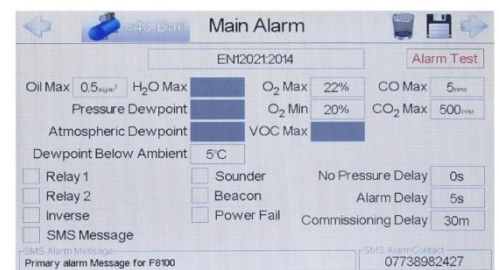 <40 Bar Main Alarm
EN12021:2014 Alarm Test
Oil Max 0.5mg/m³ H₂O Max O₂ Max 22% CO Max 5PPM
Pressure Dewpoint O₂ Min 20% CO₂ Max 500PPM
Atmospheric Dewpoint VOC Max
Dewpoint Below Ambient 5°C
Relay 1 Sounder No Pressure Delay 0s
Relay 2 Beacon Alarm Delay 5s
Inverse Power Fail Commissioning Delay 30m
SMS Message
SMS Alarm Message SMS AlarmContact
Primary alarm Message for F8100 07738982427